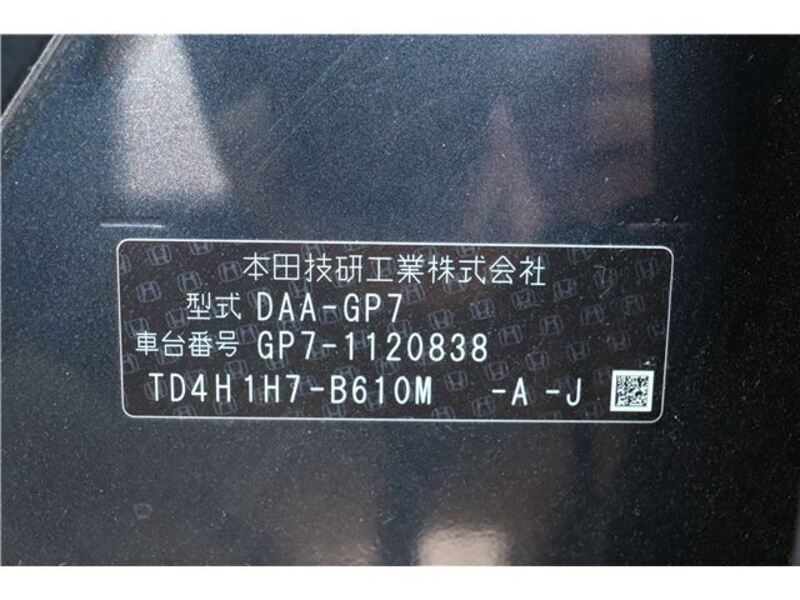 本田技研工業株式会社
型式 DAA-GP7
車台番号 GP7-1120838
TD4H1H7-B610M -A-J